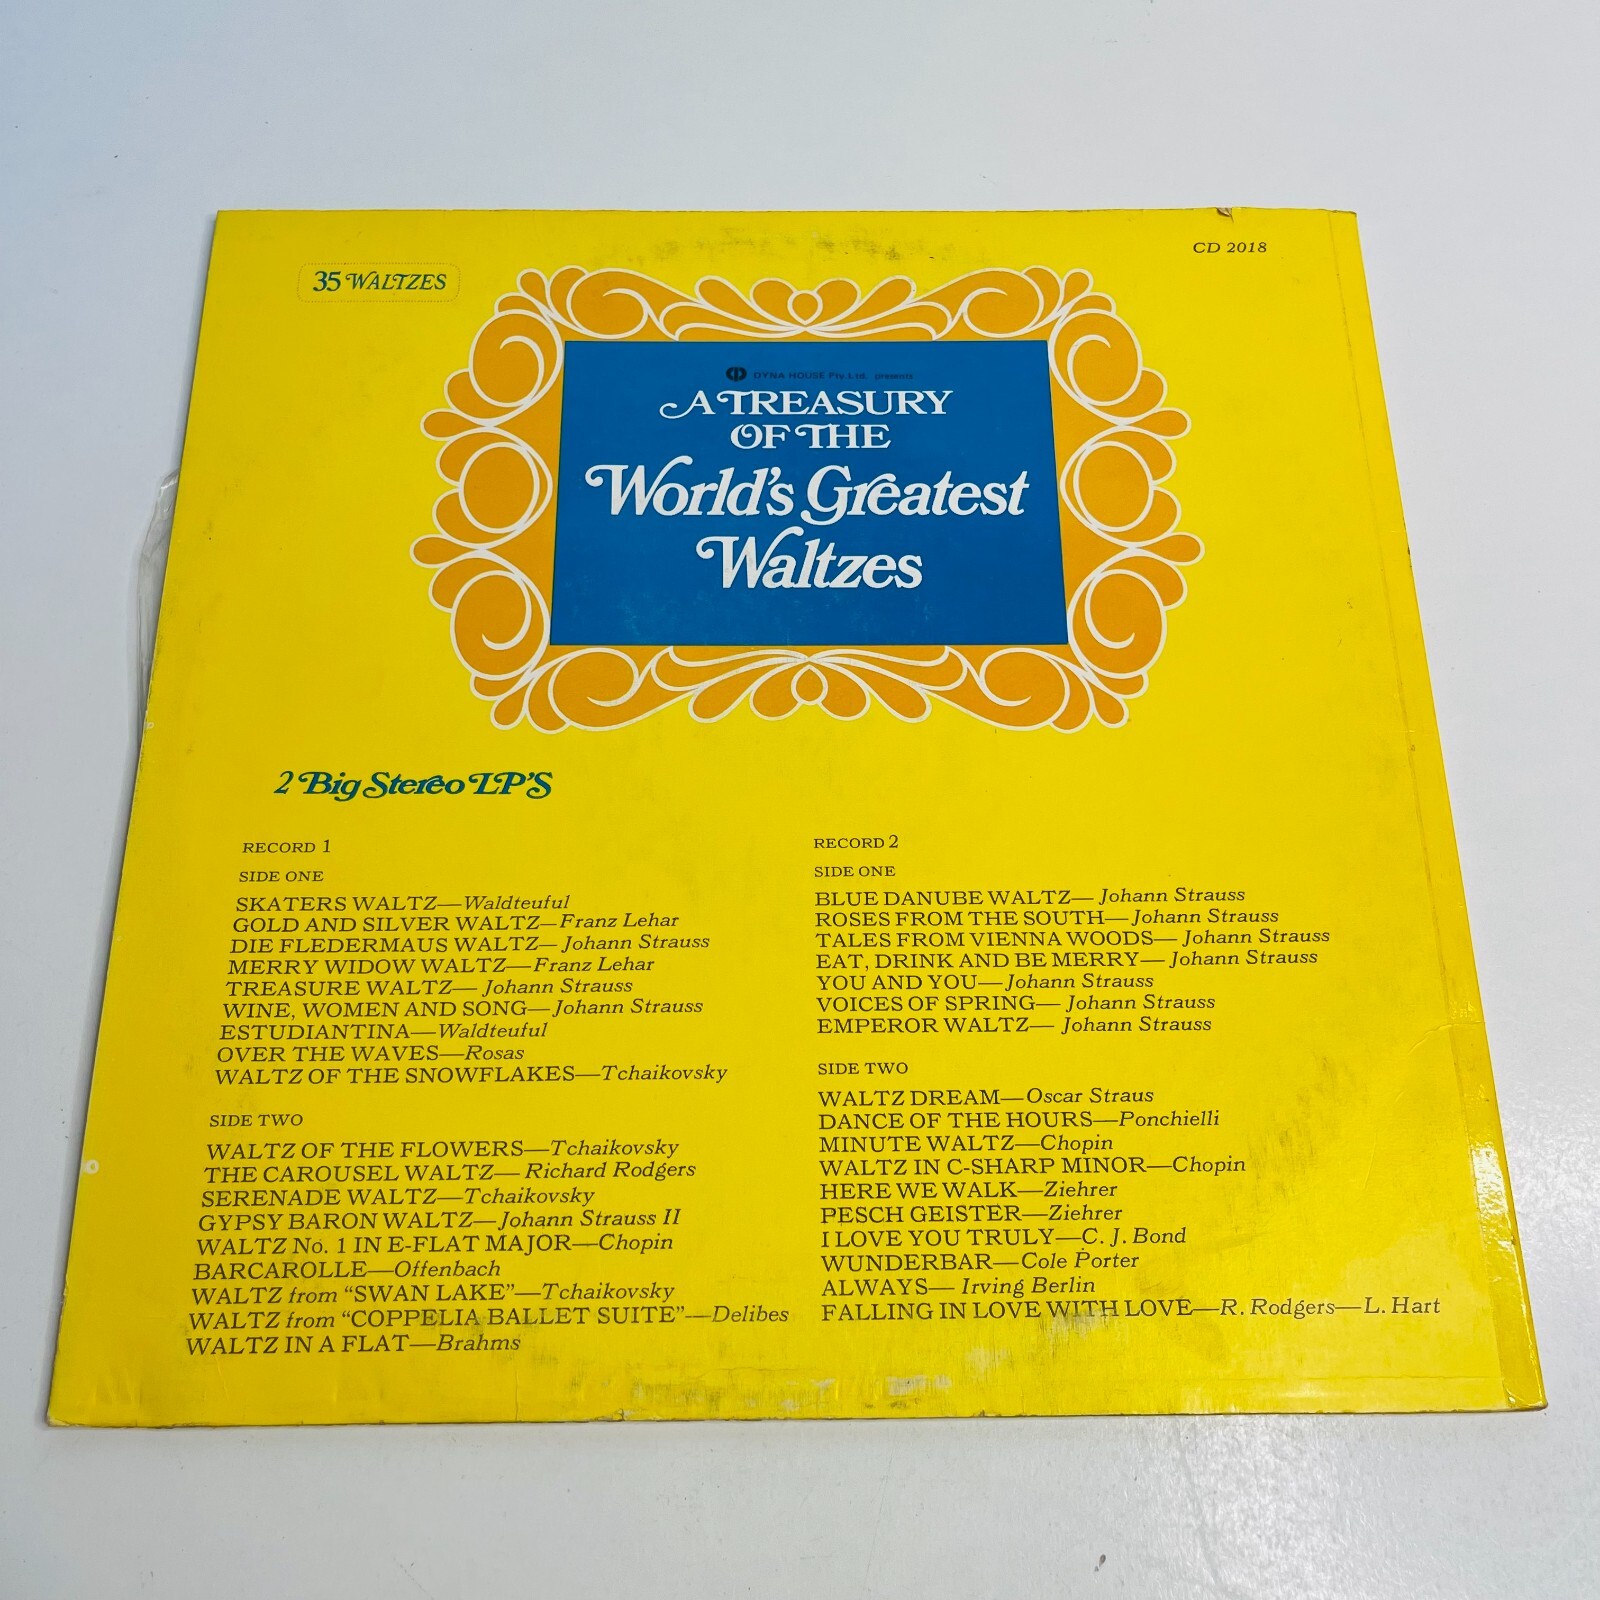 CD 2018
35 WALTZES
DYNA HOUSE Pty. Ltd. presents
A TREASURY
OF THE
World's Greatest
Waltzes
2 Big Stereo LP'S
RECORD 1
SIDE ONE
SKATERS WALTZ—Waldteuful
GOLD AND SILVER WALTZ—Franz Lehar
DIE FLEDERMAUS WALTZ—Johann Strauss
MERRY WIDOW WALTZ—Franz Lehar
TREASURE WALTZ—Johann Strauss
WINE, WOMEN AND SONG—Johann Strauss
ESTUDIANTINA—Waldteuful
OVER THE WAVES—Rosas
WALTZ OF THE SNOWFLAKES—Tchaikovsky
SIDE TWO
WALTZ OF THE FLOWERS—Tchaikovsky
THE CAROUSEL WALTZ—Richard Rodgers
SERENADE WALTZ—Tchaikovsky
GYPSY BARON WALTZ—Johann Strauss II
WALTZ No. 1 IN E-FLAT MAJOR—Chopin
BARCAROLLE—Offenbach
WALTZ from “SWAN LAKE”—Tchaikovsky
WALTZ from “COPPELIA BALLET SUITE”—Delibes
WALTZ IN A FLAT—Brahms
RECORD 2
SIDE ONE
BLUE DANUBE WALTZ—Johann Strauss
ROSES FROM THE SOUTH—Johann Strauss
TALES FROM VIENNA WOODS—Johann Strauss
EAT, DRINK AND BE MERRY—Johann Strauss
YOU AND YOU—Johann Strauss
VOICES OF SPRING—Johann Strauss
EMPEROR WALTZ—Johann Strauss
SIDE TWO
WALTZ DREAM—Oscar Straus
DANCE OF THE HOURS—Ponchielli
MINUTE WALTZ—Chopin
WALTZ IN C-SHARP MINOR—Chopin
HERE WE WALK—Ziehrer
PESCH GEISTER—Ziehrer
I LOVE YOU TRULY—C. J. Bond
WUNDERBAR—Cole Porter
ALWAYS—Irving Berlin
FALLING IN LOVE WITH LOVE—R. Rodgers—L. Hart